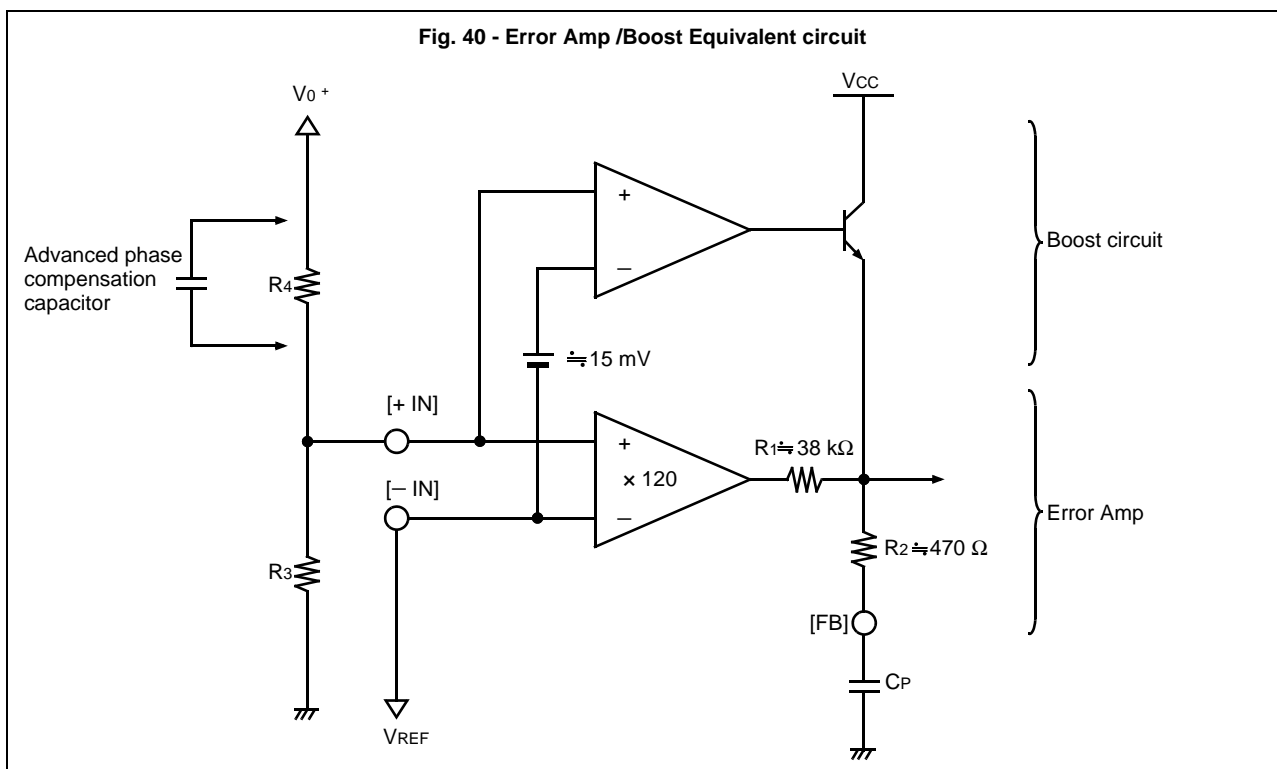 Fig. 40 - Error Amp /Boost Equivalent circuit
VCC
V0 +
+
Boost circuit
Advanced phase
compensation
capacitor
R4
−
≒15 mV
[+ IN]
+
R1≒38 kΩ
× 120
[− IN]
−
Error Amp
R2≒470 Ω
R3
[FB]
CP
VREF